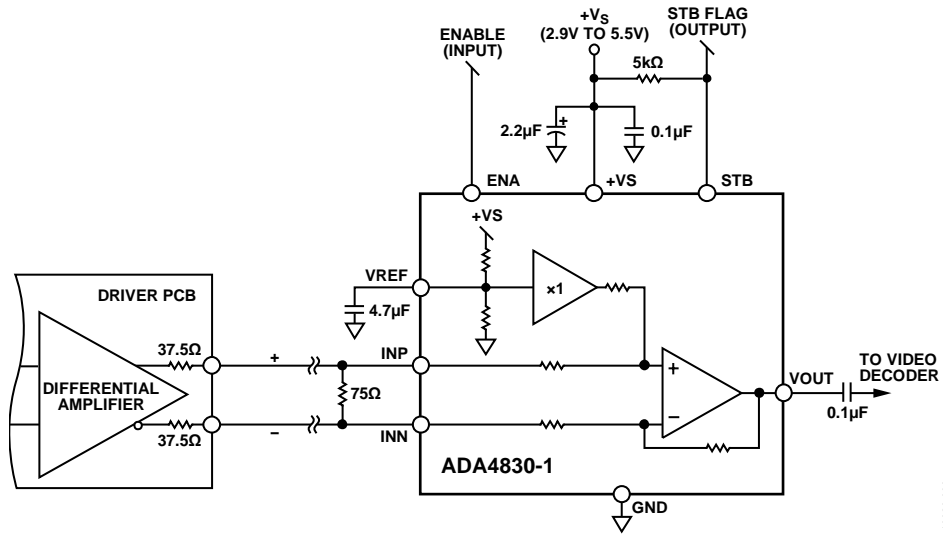 ENABLE
(INPUT)
+VS
(2.9V TO 5.5V)
STB FLAG
(OUTPUT)
5kΩ
2.2µF
+
0.1µF
ENA
+VS
STB
+VS
VREF
4.7µF
×1
DRIVER PCB
37.5Ω
DIFFERENTIAL
AMPLIFIER
37.5Ω
+
−
75Ω
INP
INN
+
−
VOUT
TO VIDEO
DECODER
0.1µF
ADA4830-1
GND